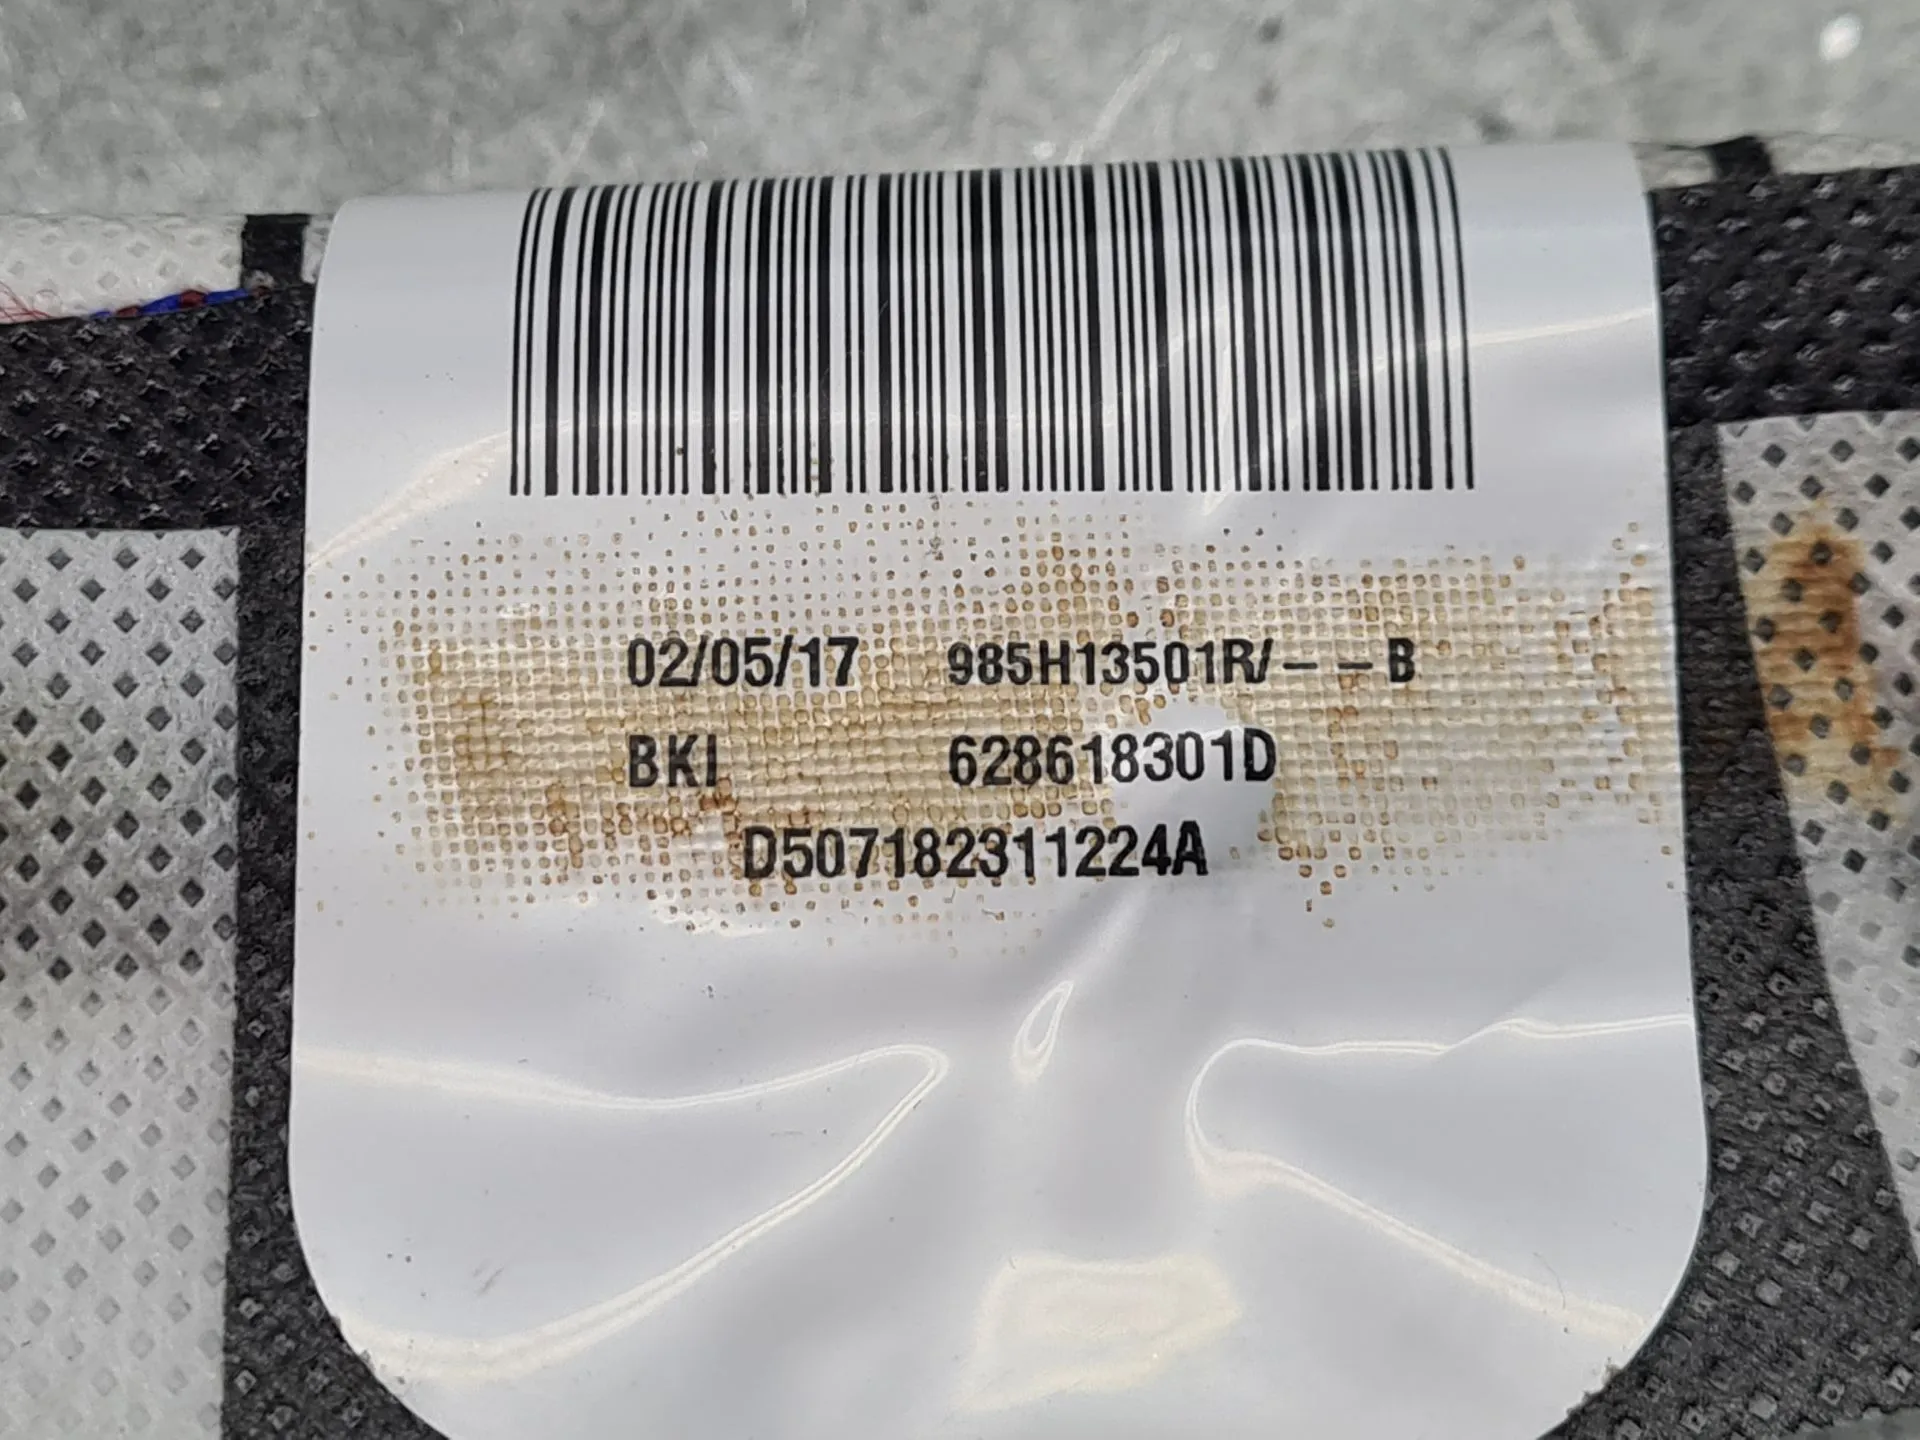 02/05/17 985H13501R/--B
BKI 628618301D
D507182311224A